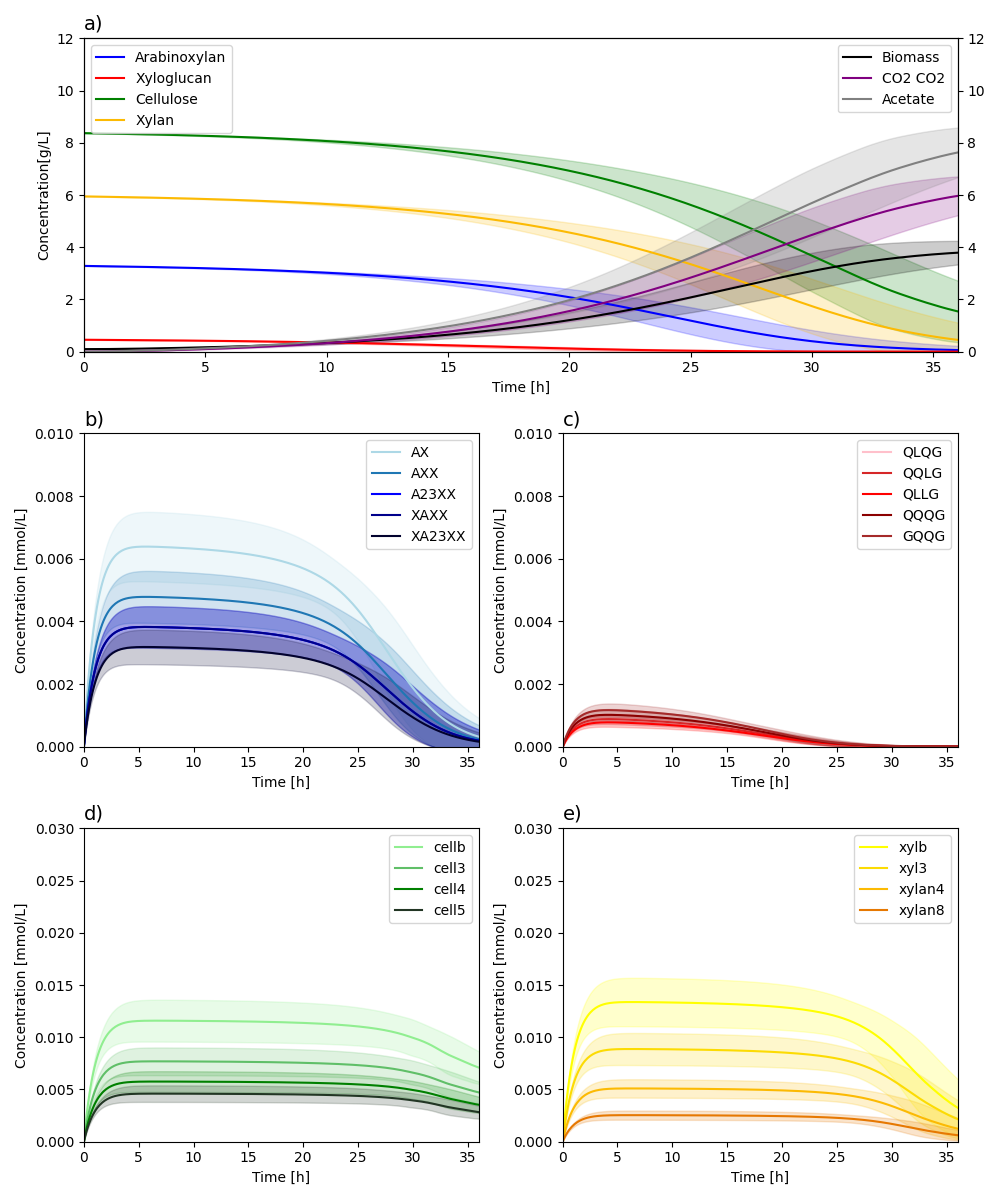 a)
Concentration[g/L]
12
10
8
6
4
2
0
Arabinoxylan
Xyloglucan
Cellulose
Xylan
Biomass
CO2 CO2
Acetate
12
10
8
6
4
2
0
0 5 10 15 20 25 30 35
Time [h]
b)
Concentration [mmol/L]
0.010
0.008
0.006
0.004
0.002
0.000
AX
AXX
A23XX
XAXX
XA23XX
0 5 10 15 20 25 30 35
Time [h]
c)
Concentration [mmol/L]
0.010
0.008
0.006
0.004
0.002
0.000
QLQG
QQLG
QLLG
QQQG
GQQG
0 5 10 15 20 25 30 35
Time [h]
d)
Concentration [mmol/L]
0.030
0.025
0.020
0.015
0.010
0.005
0.000
cellb
cell3
cell4
cell5
0 5 10 15 20 25 30 35
Time [h]
e)
Concentration [mmol/L]
0.030
0.025
0.020
0.015
0.010
0.005
0.000
xylb
xyl3
xylan4
xylan8
0 5 10 15 20 25 30 35
Time [h]